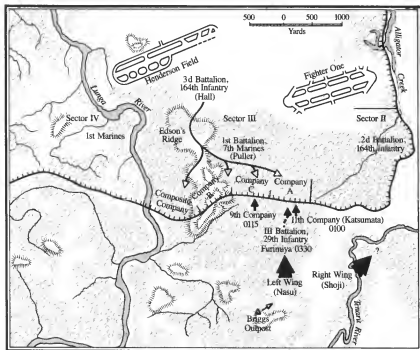 500
0
500
1000
Yards
Alligator
Creek
Henderson Field
Fighter One
Lunga
River
3d Battalion,
164th Infantry
(Hall)
Sector IV
1st Marines
Edson's
Ridge
Sector III
1st Battalion,
7th Marines
(Puller)
Sector II
2d Battalion,
164th Infantry
Composite
Company
Company
B
Company
C
Company
A
9th Company
0115
11th Company (Katsumata)
0100
III Battalion,
29th Infantry
Furimiya 0330
Left Wing
(Nasu)
Right Wing
(Shoji)
?
Briggs
Outpost
Tenaru River